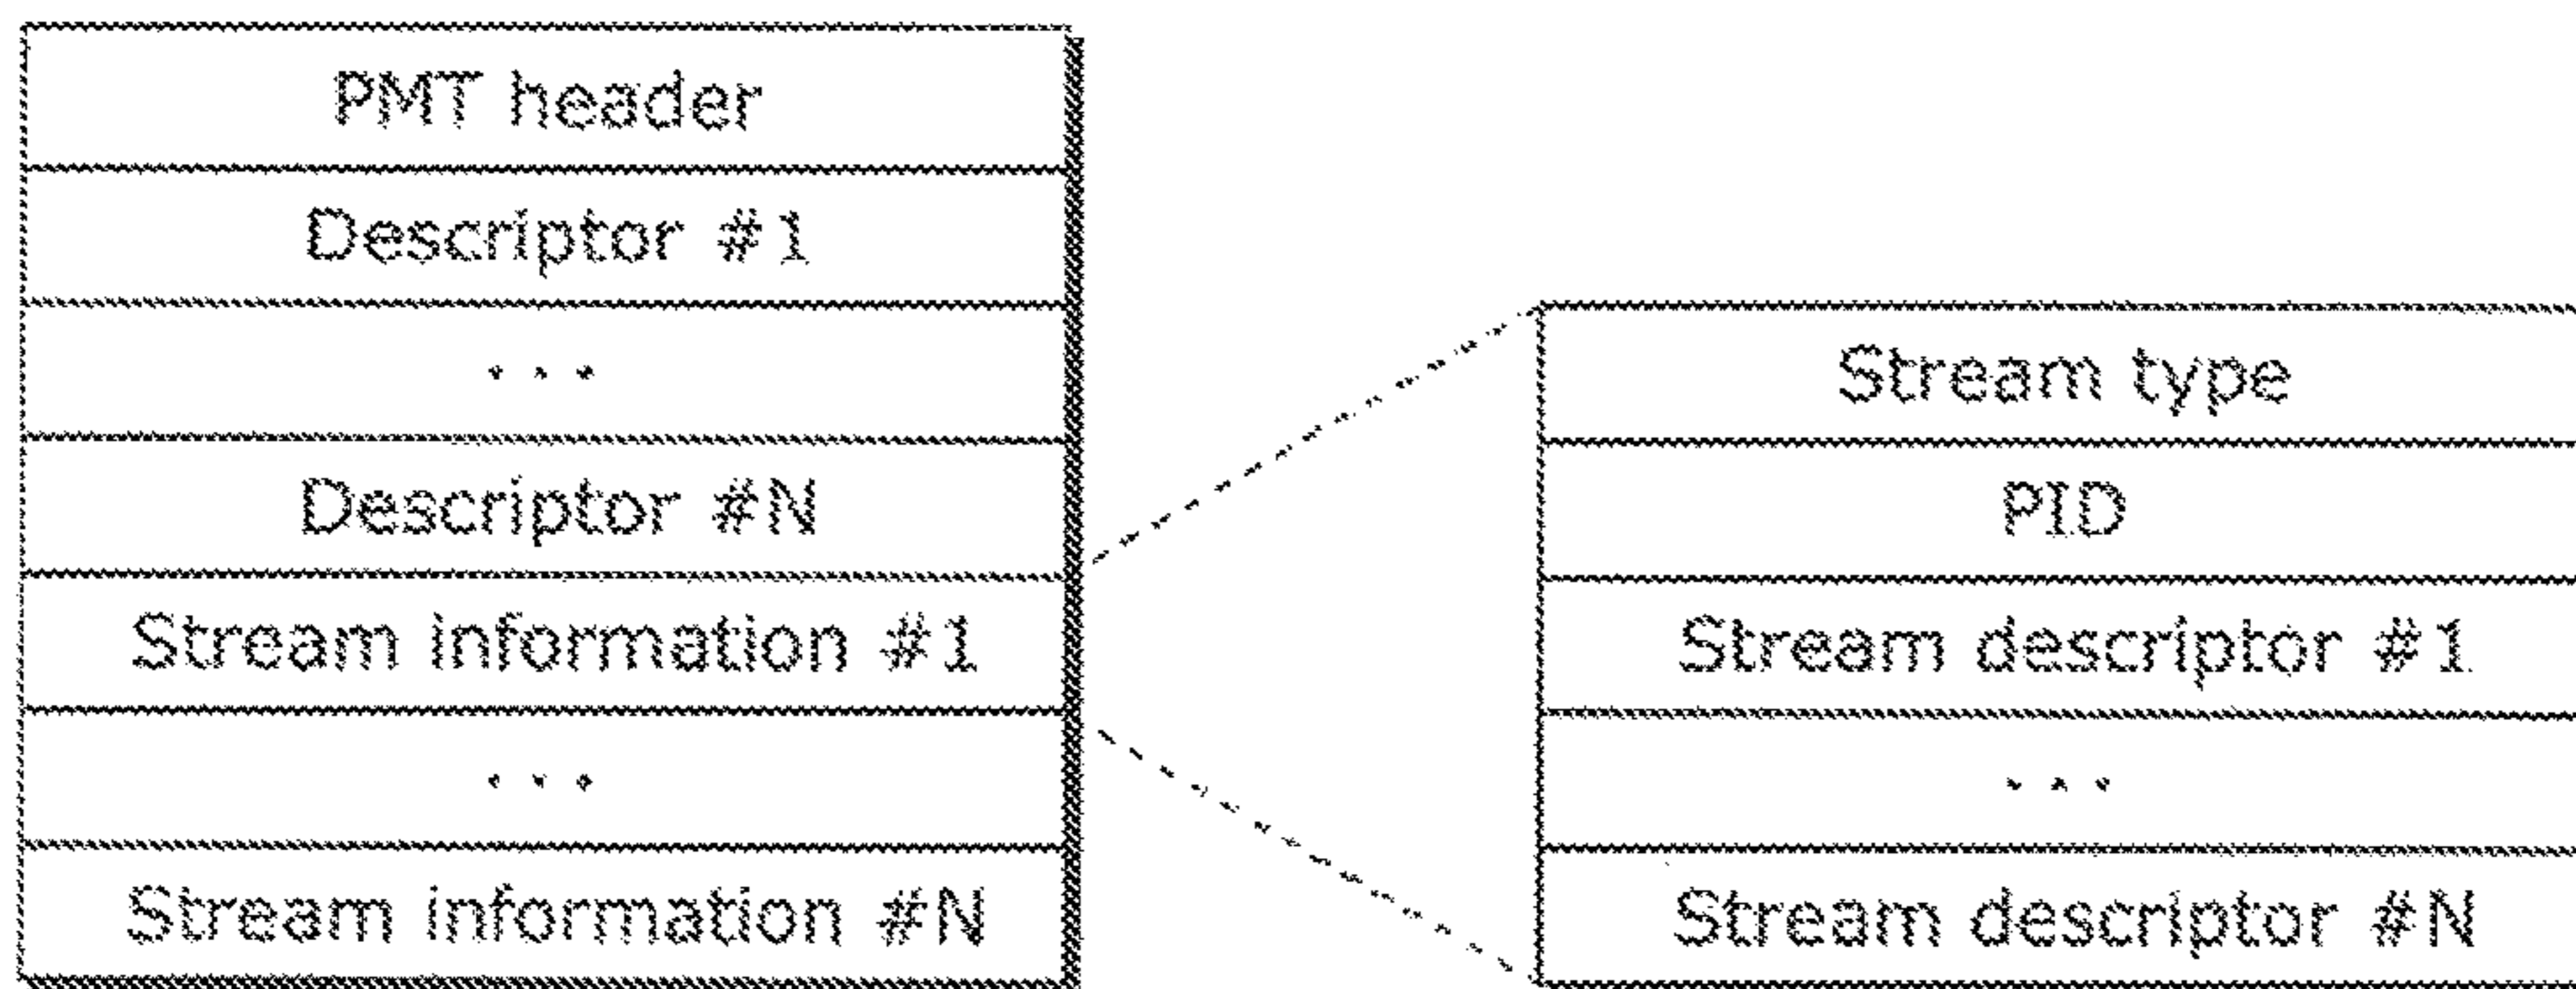 PMT header
Descriptor #1
...
Descriptor #N
Stream information #1
...
Stream information #N
Stream type
PID
Stream descriptor #1
...
Stream descriptor #N